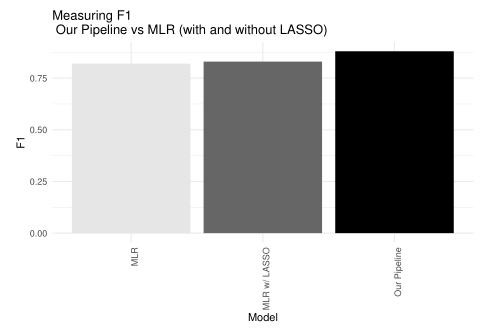 Measuring F1
Our Pipeline vs MLR (with and without LASSO)
F1
0.75
0.50
0.25
0.00
MLR
MLR w/ LASSO
Our Pipeline
Model